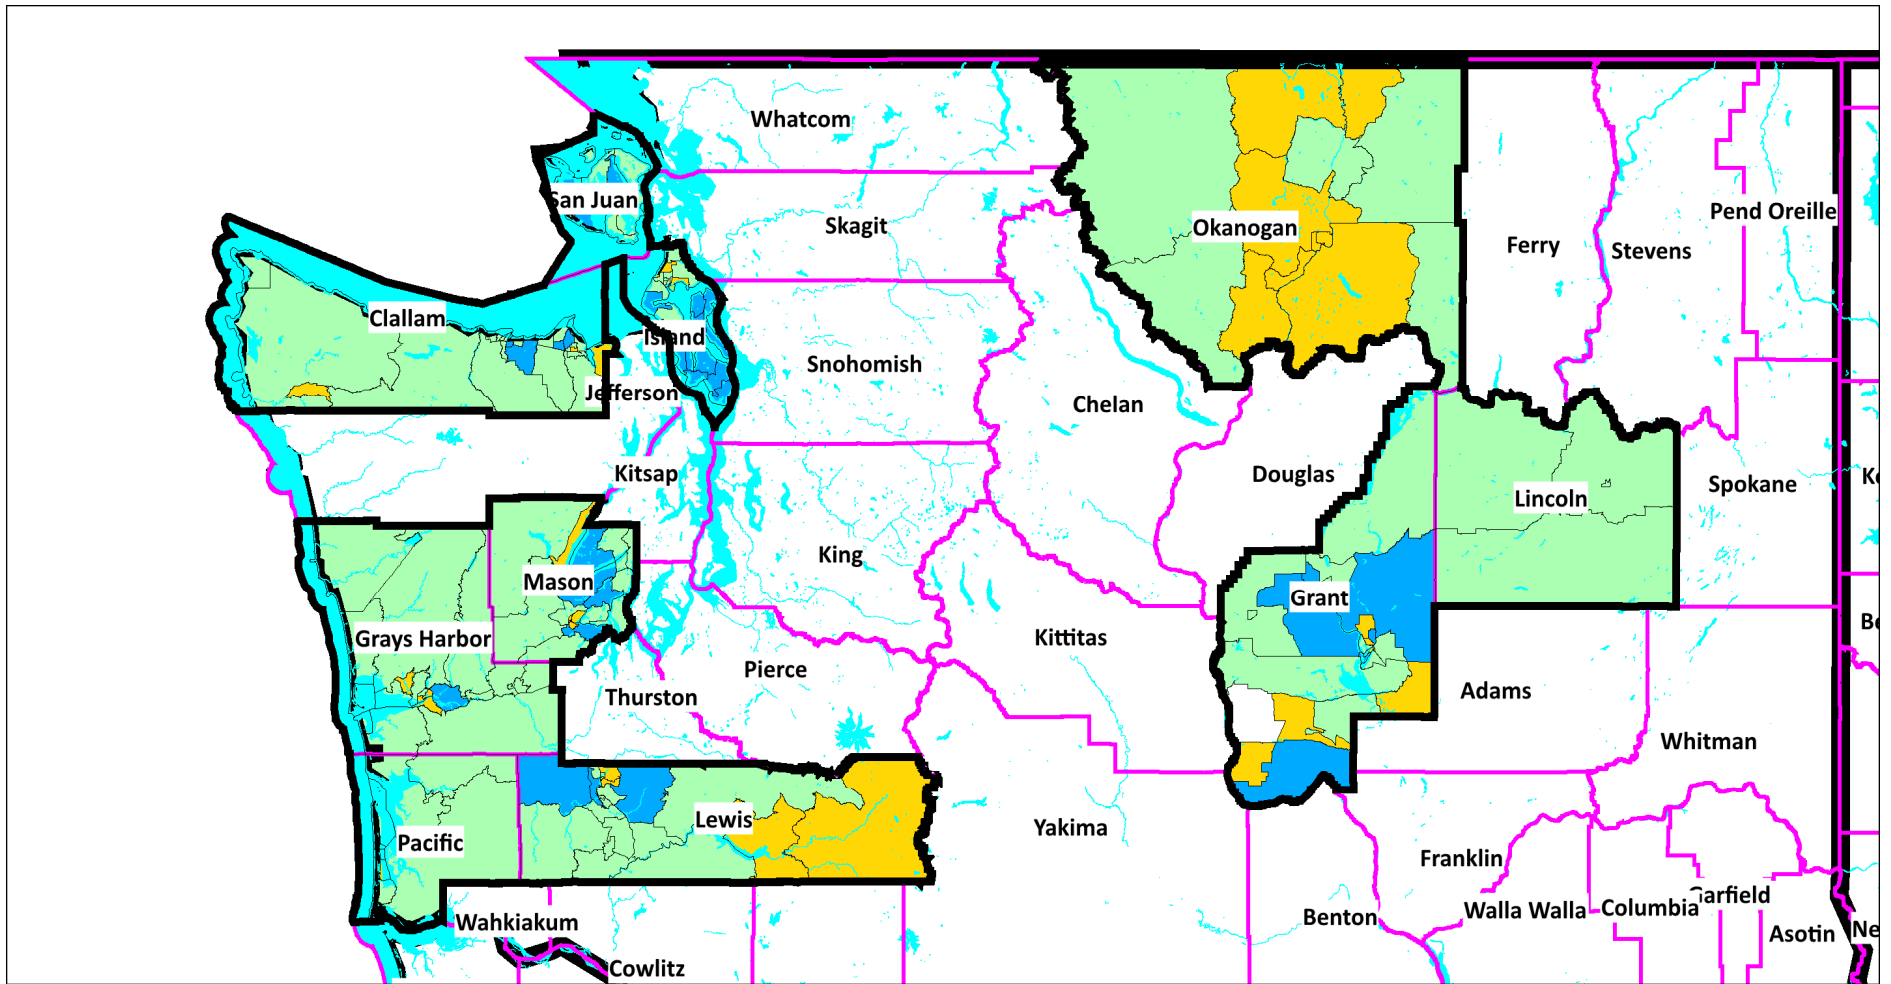 Whatcom
San Juan
Skagit
Okanogan
Pend Oreille
Ferry
Stevens
Clallam
Island
Snohomish
Jefferson
Chelan
Kitsap
Douglas
Lincoln
Spokane
King
Mason
Grant
Grays Harbor
Kittitas
Pierce
Thurston
Adams
Whitman
Lewis
Pacific
Yakima
Franklin
Wahkiakum
Benton
Walla Walla
Columbia
Garfield
Asotin
Cowlitz